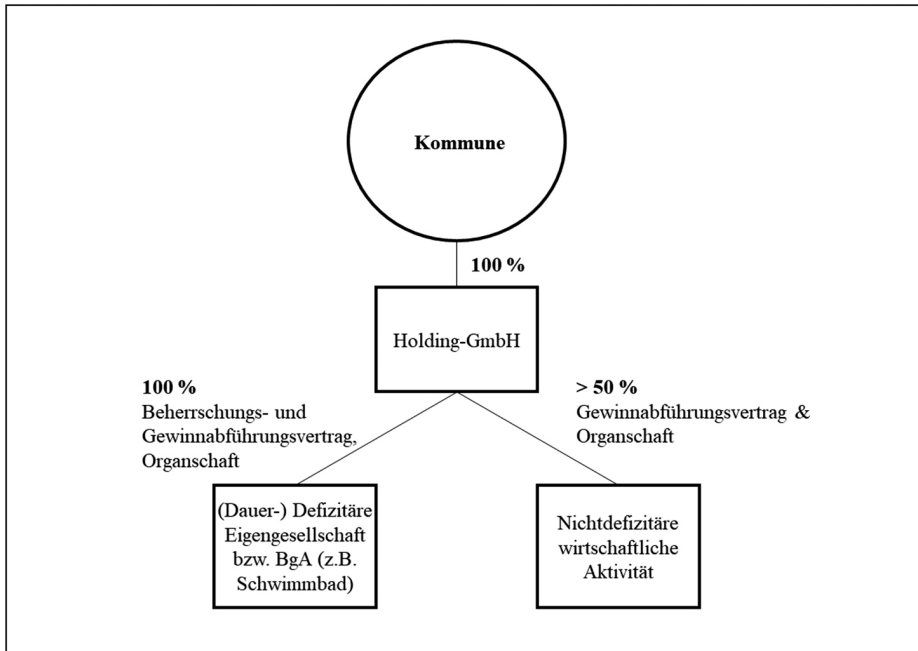 Kommune
100 %
Holding-GmbH
100 %
Beherrschungs- und
Gewinnabführungsvertrag,
Organschaft
> 50 %
Gewinnabführungsvertrag &
Organschaft
(Dauer-) Defizitäre
Eigengesellschaft
bzw. BgA (z.B.
Schwimmbad)
Nichtdefizitäre
wirtschaftliche
Aktivität